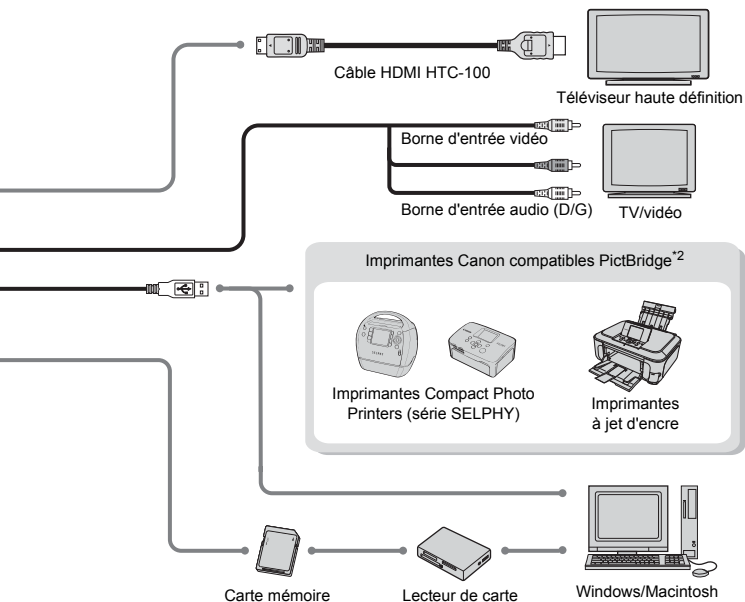 Câble HDMI HTC-100
Téléviseur haute définition
Borne d'entrée vidéo
Borne d'entrée audio (D/G)
TV/vidéo
Imprimantes Canon compatibles PictBridge*2
Imprimantes Compact Photo
Printers (série SELPHY)
Imprimantes
à jet d'encre
Carte mémoire
Lecteur de carte
Windows/Macintosh